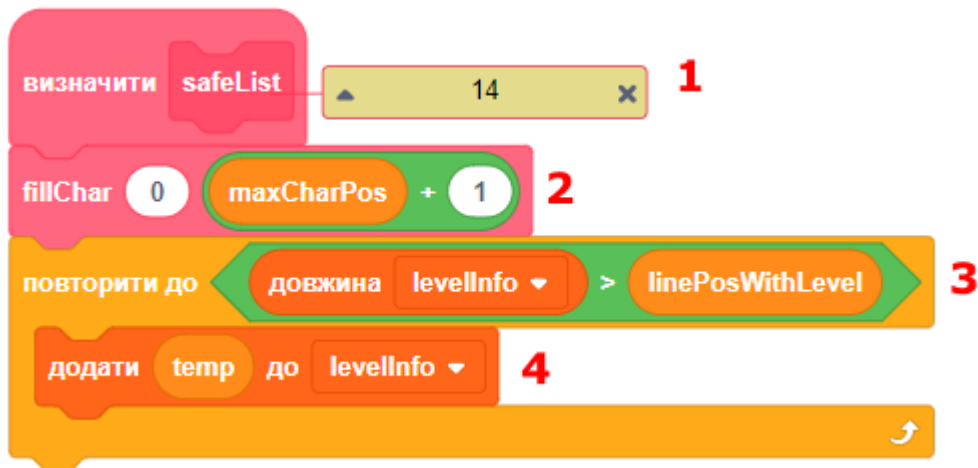 визначити safeList 14 1
fillChar 0 maxCharPos + 1 2
повторити до довжина levelInfo > linePosWithLevel 3
додати temp до levelInfo 4